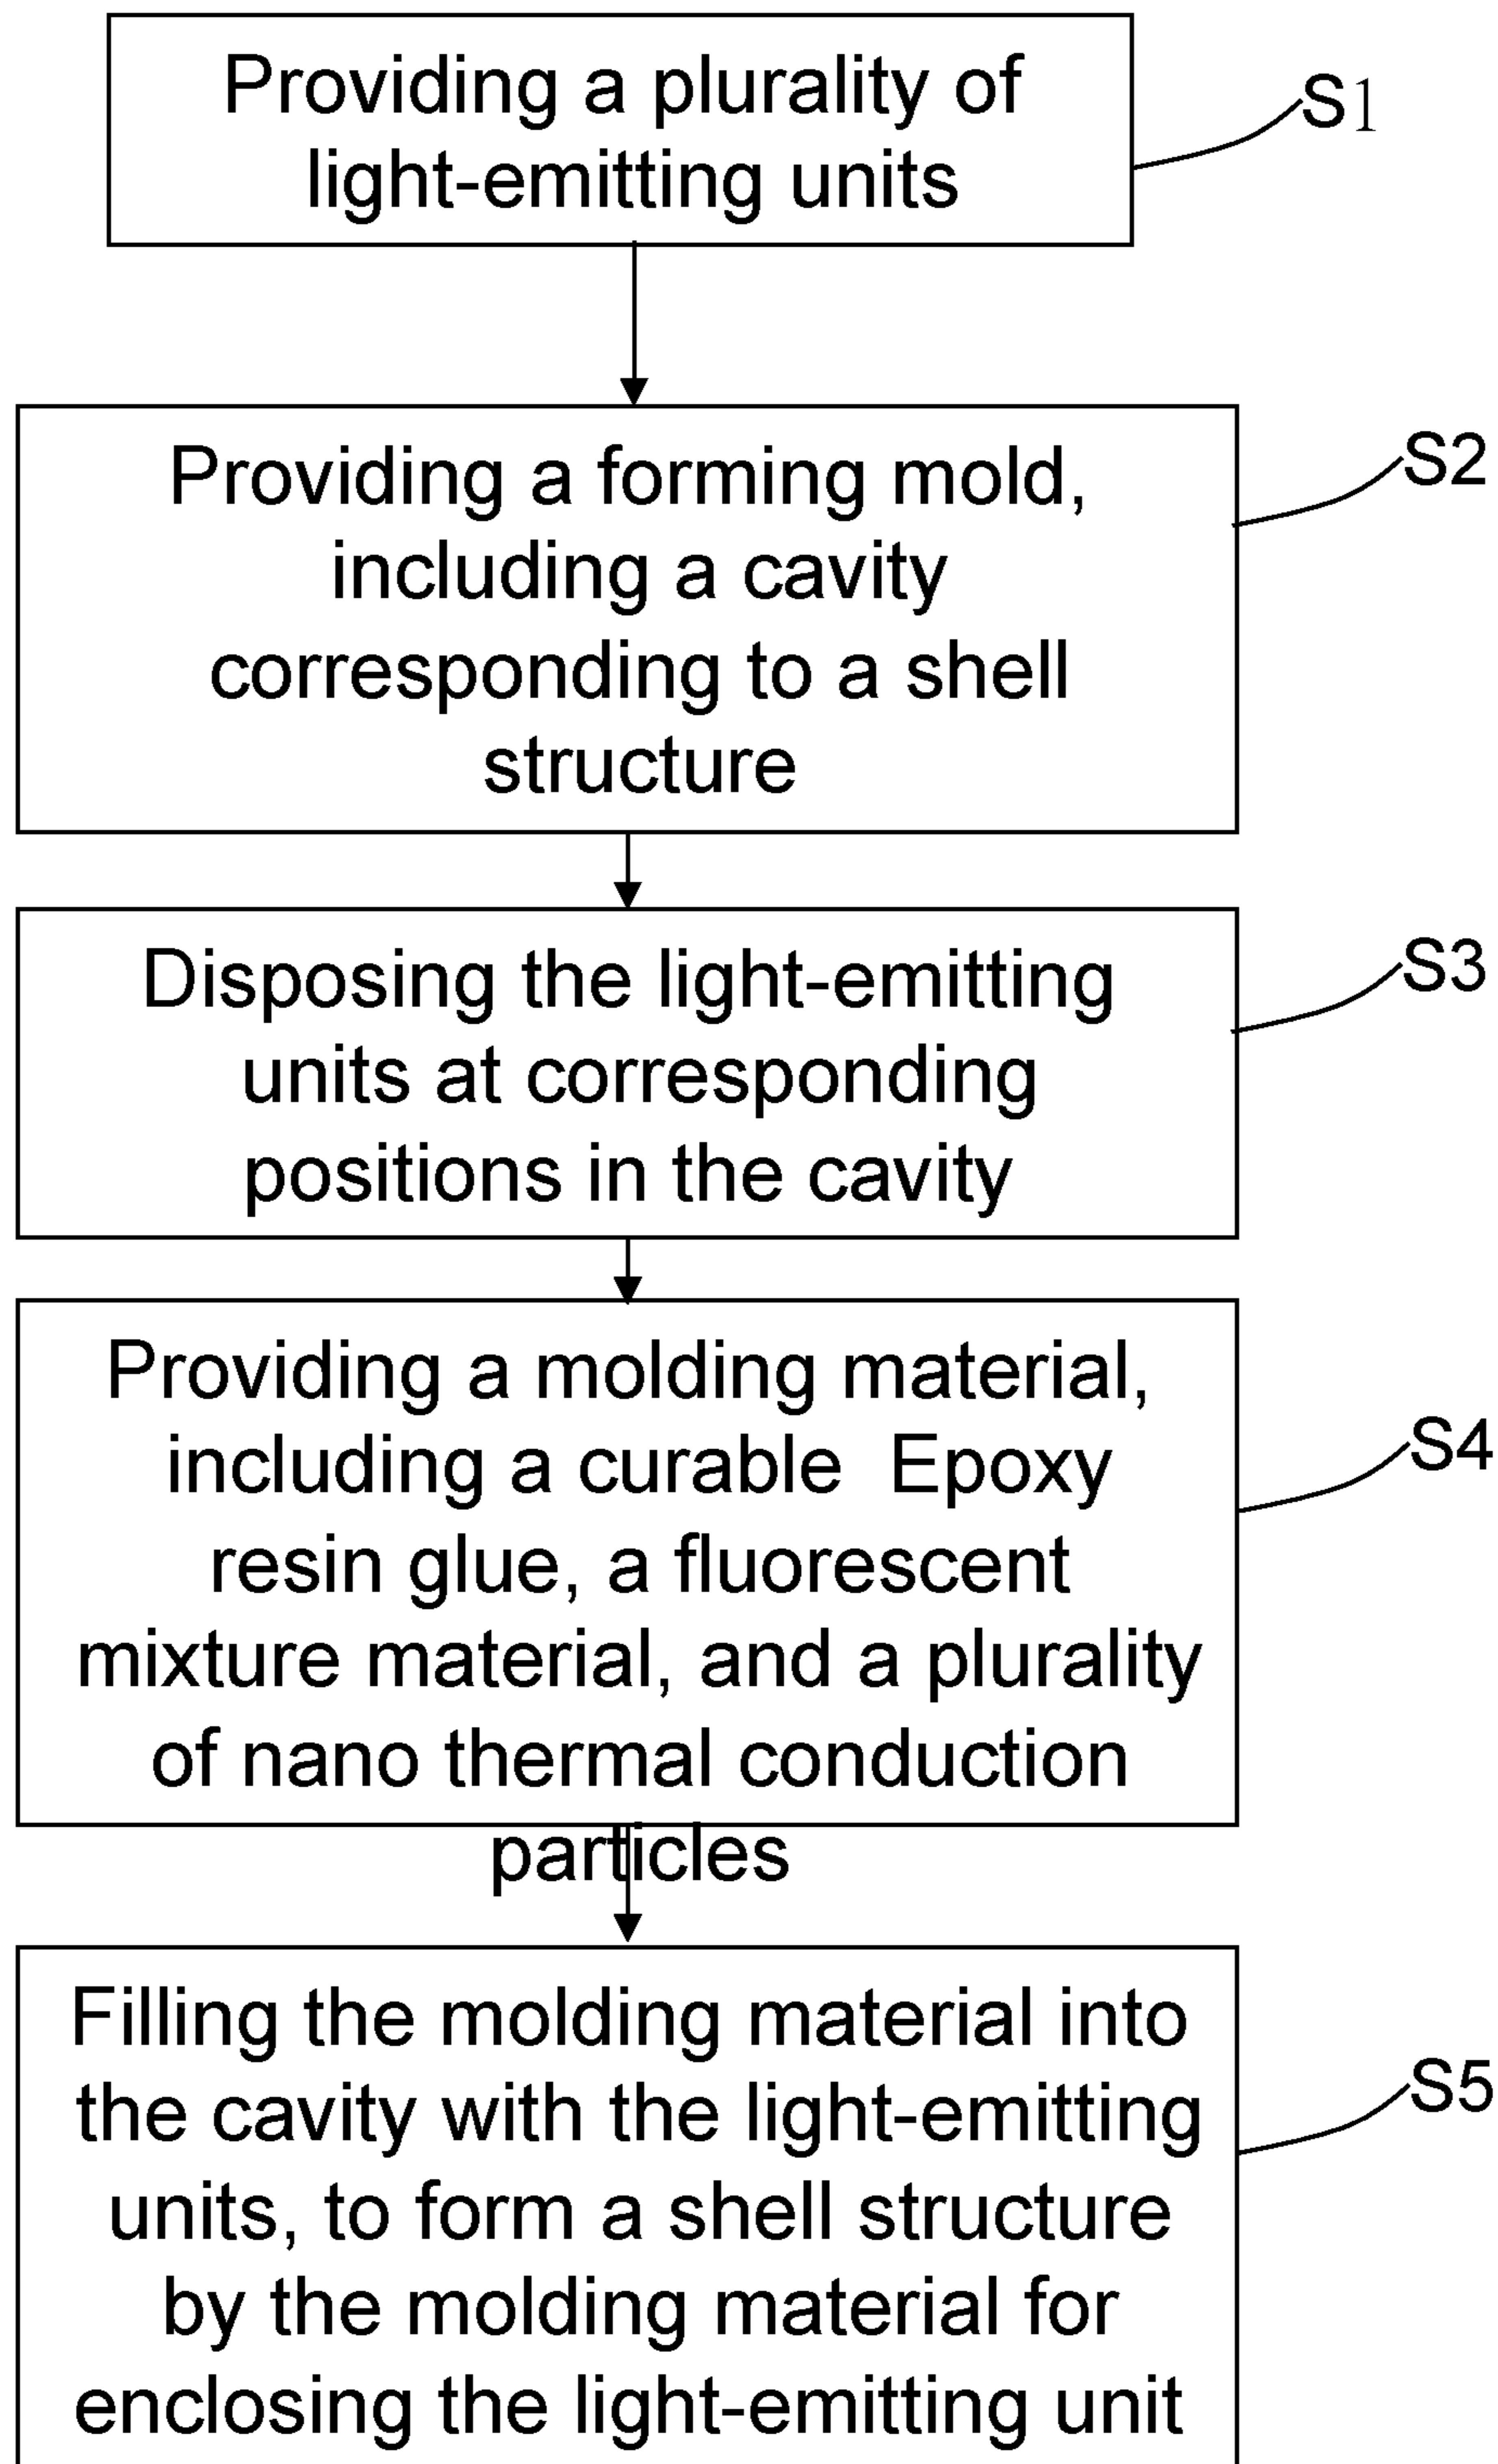 Providing a plurality of
light-emitting units
S1
Providing a forming mold,
including a cavity
corresponding to a shell
structure
S2
Disposing the light-emitting
units at corresponding
positions in the cavity
S3
Providing a molding material,
including a curable Epoxy
resin glue, a fluorescent
mixture material, and a plurality
of nano thermal conduction
particles
S4
Filling the molding material into
the cavity with the light-emitting
units, to form a shell structure
by the molding material for
enclosing the light-emitting unit
S5